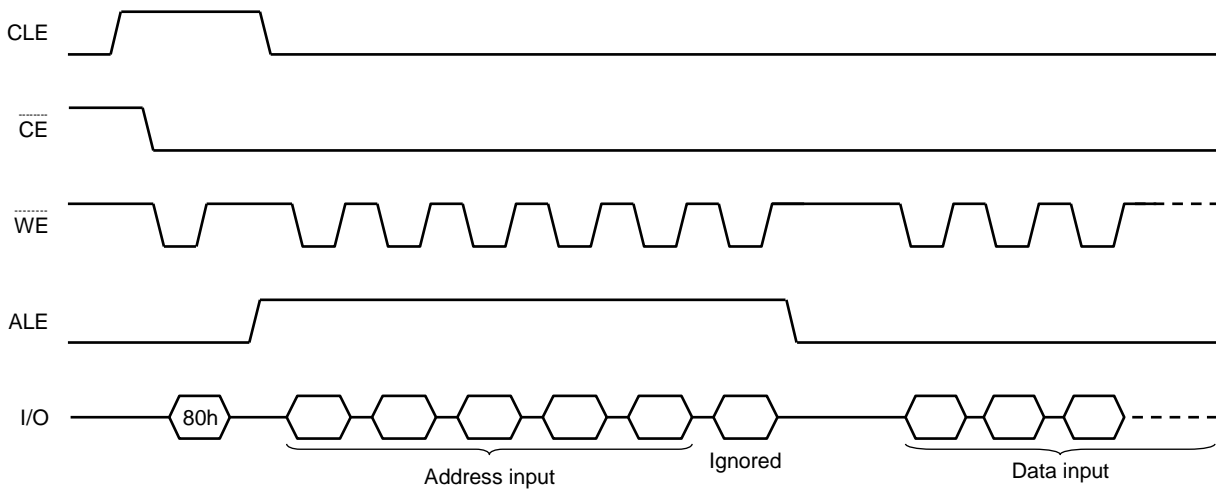 CLE
CE
WE
ALE
I/O
80h
Address input
Ignored
Data input